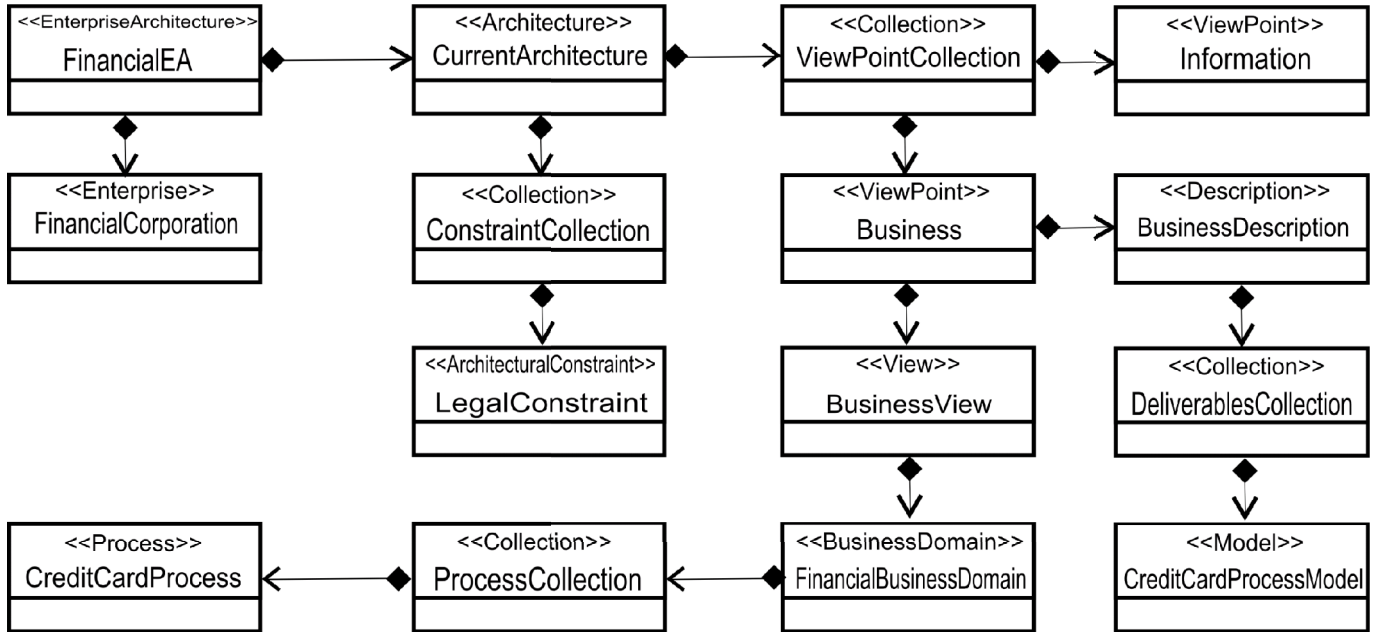 <<EnterpriseArchitecture>>
FinancialEA
<<Architecture>>
CurrentArchitecture
<<Collection>>
ViewPointCollection
<<ViewPoint>>
Information
<<Enterprise>>
FinancialCorporation
<<Collection>>
ConstraintCollection
<<ViewPoint>>
Business
<<Description>>
BusinessDescription
<<ArchitecturalConstraint>>
LegalConstraint
<<View>>
BusinessView
<<Collection>>
DeliverablesCollection
<<Process>>
CreditCardProcess
<<Collection>>
ProcessCollection
<<BusinessDomain>>
FinancialBusinessDomain
<<Model>>
CreditCardProcessModel